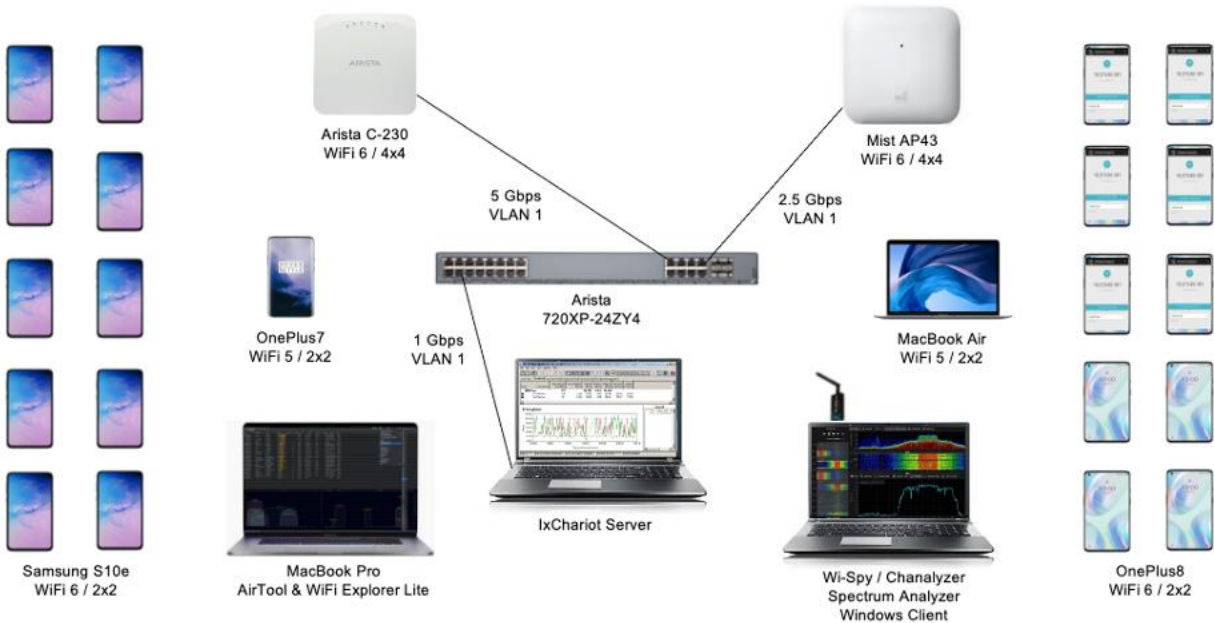 ARISTA
Arista C-230
WiFi 6 / 4x4
Mist AP43
WiFi 6 / 4x4
5 Gbps
VLAN 1
2.5 Gbps
VLAN 1
Arista
720XP-24ZY4
OnePlus7
WiFi 5 / 2x2
1 Gbps
VLAN 1
MacBook Air
WiFi 5 / 2x2
IxChariot Server
Samsung S10e
WiFi 6 / 2x2
MacBook Pro
AirTool & WiFi Explorer Lite
Wi-Spy / Chanalyzer
Spectrum Analyzer
Windows Client
OnePlus8
WiFi 6 / 2x2